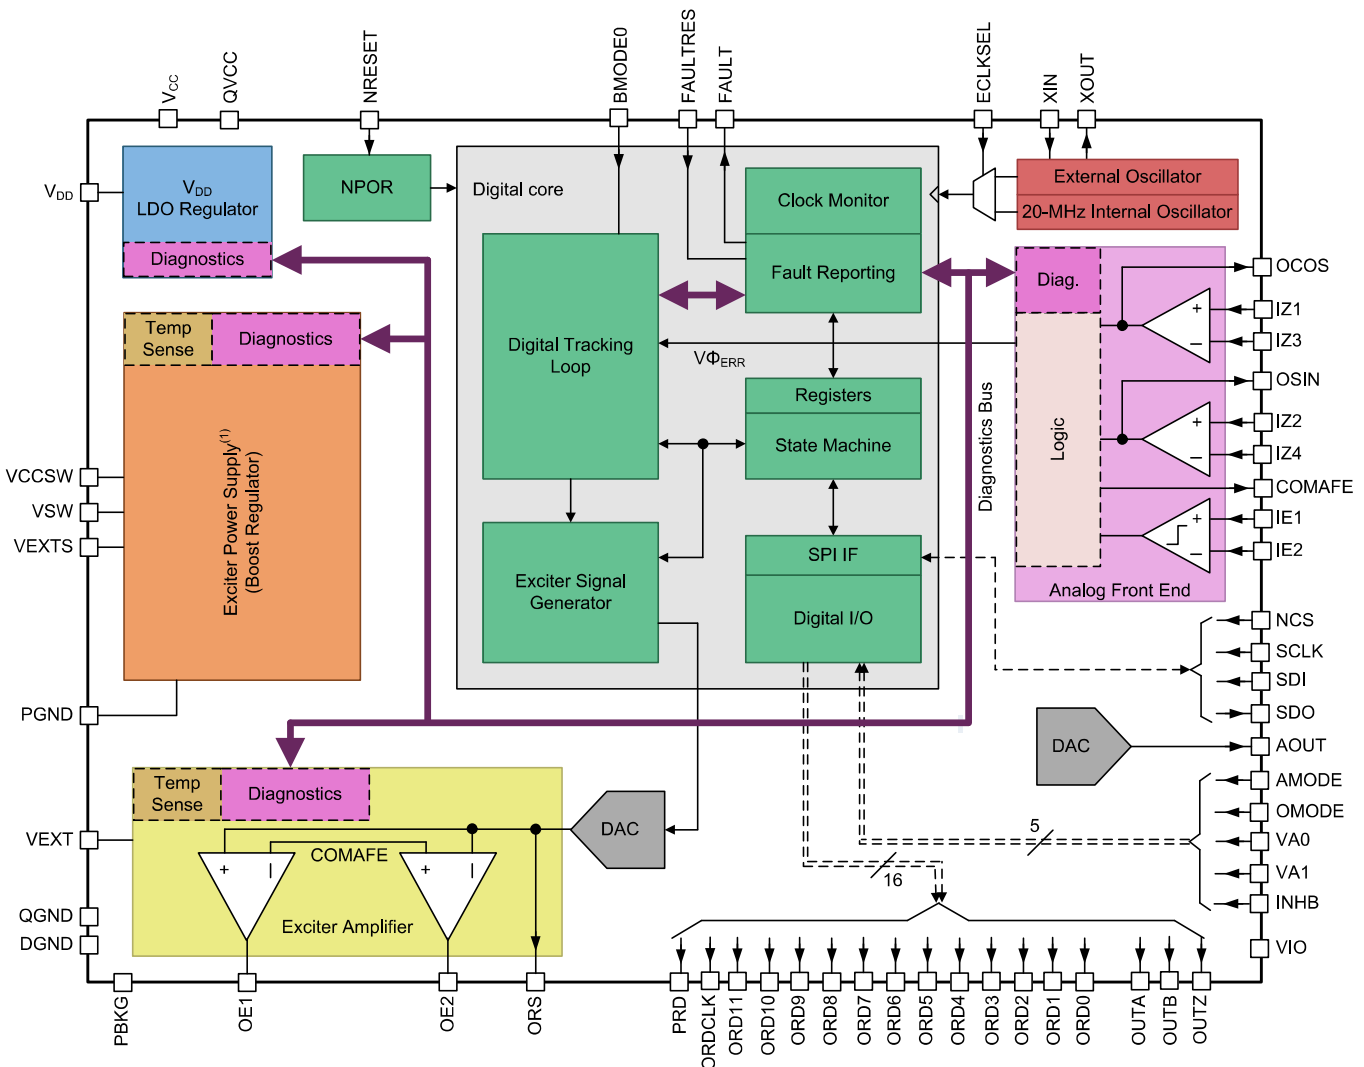 V_CC
QVCC
NRESET
BMODE0
FAULTRES
FAULT
ECLKSEL
XIN
XOUT
V_DD
V_DD
LDO Regulator
Diagnostics
NPOR
Digital core
Clock Monitor
Fault Reporting
External Oscillator
20-MHz Internal Oscillator
Temp
Sense
Diagnostics
Exciter Power Supply(1)
(Boost Regulator)
VCCSW
VSW
VEXTS
PGND
Digital Tracking
Loop
VΦ_ERR
Registers
State Machine
Exciter Signal
Generator
SPI IF
Digital I/O
Diagnostics Bus
Diag.
Logic
+
−
+
−
+
−
Analog Front End
OCOS
IZ1
IZ3
OSIN
IZ2
IZ4
COMAFE
IE1
IE2
NCS
SCLK
SDI
SDO
DAC
AOUT
AMODE
OMODE
VA0
VA1
INHB
VIO
5
16
Temp
Sense
Diagnostics
DAC
VEXT
COMAFE
+
−
+
−
Exciter Amplifier
QGND
DGND
PBKG
OE1
OE2
ORS
PRD
ORDCLK
ORD11
ORD10
ORD9
ORD8
ORD7
ORD6
ORD5
ORD4
ORD3
ORD2
ORD1
ORD0
OUTA
OUTB
OUTZ